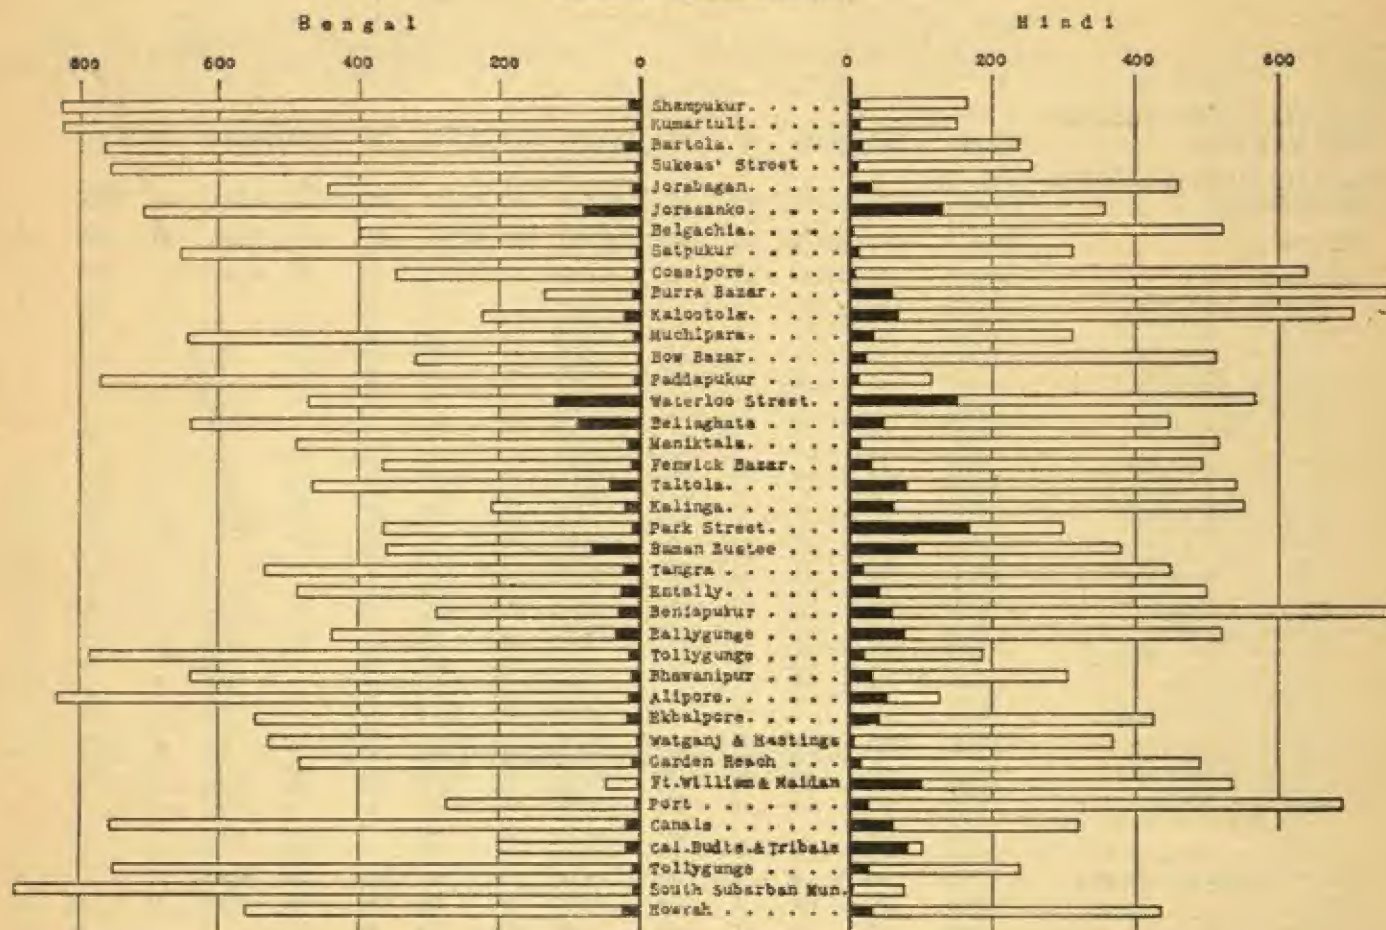 Bengal Hindi
800 600 400 200 0 0 200 400 600
Shampukur. . . . .
Kumartuli. . . . .
Bartola. . . . . .
Sukeas' Street . .
Jorabagan. . . . .
Jorasanko. . . . .
Belgachia. . . . .
Satpukur . . . . .
Cossipore. . . . .
Burra Bazar. . . .
Kalootola. . . . .
Muchipara. . . . .
Bow Bazar. . . . .
Paddapukur . . . .
Waterloo Street. .
Beliaghata . . . .
Maniktala. . . . .
Fenwick Bazar. . .
Taltola. . . . . .
Kalinga. . . . . .
Park Street. . . .
Baman Bustee . . .
Tangra . . . . . .
Entally. . . . . .
Beniapukur . . . .
Ballygunge . . . .
Tollygunge . . . .
Bhawanipur . . . .
Alipore. . . . . .
Ekbalpore. . . . .
Watganj & Hastings
Garden Reach . . .
Ft.William & Maidan
Port . . . . . . .
Canals . . . . . .
Cal.Budts.& Tribals
Tollygunge . . . .
South Subarban Mun.
Howrah . . . . . .